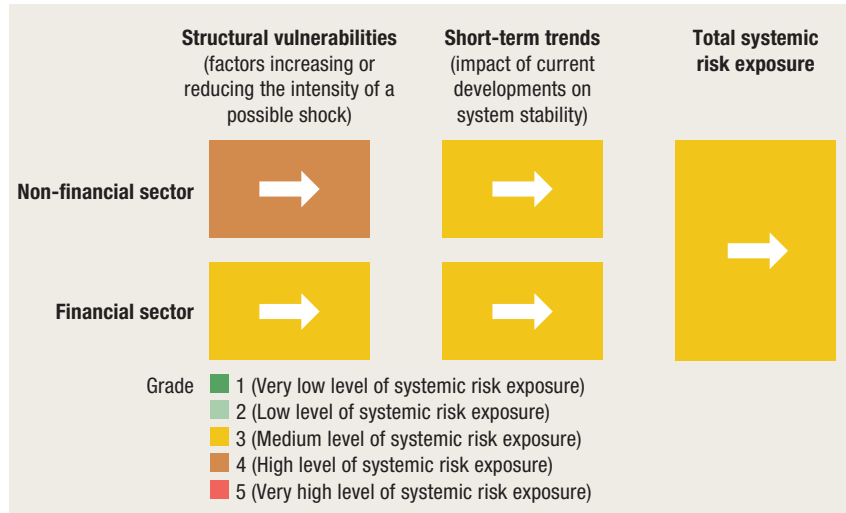 Structural vulnerabilities
(factors increasing or
reducing the intensity of a
possible shock)
Short-term trends
(impact of current
developments on
system stability)
Total systemic
risk exposure
Non-financial sector
Financial sector
Grade
1 (Very low level of systemic risk exposure)
2 (Low level of systemic risk exposure)
3 (Medium level of systemic risk exposure)
4 (High level of systemic risk exposure)
5 (Very high level of systemic risk exposure)